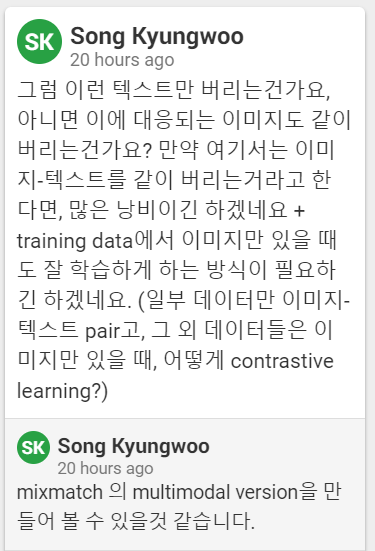 SK Song Kyungwoo
20 hours ago
그럼 이런 텍스트만 버리는건가요,
아니면 이에 대응되는 이미지도 같이
버리는건가요? 만약 여기서는 이미
지-텍스트를 같이 버리는거라고 한
다면, 많은 낭비이긴 하겠네요 +
training data에서 이미지만 있을 때
도 잘 학습하게 하는 방식이 필요하
긴 하겠네요. (일부 데이터만 이미지-
텍스트 pair고, 그 외 데이터들은 이
미지만 있을 때, 어떻게 contrastive
learning?)
SK Song Kyungwoo
20 hours ago
mixmatch 의 multimodal version을 만
들어 볼 수 있을것 같습니다.